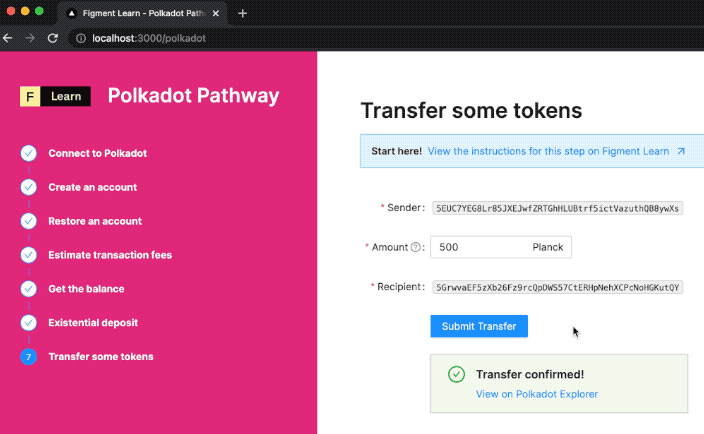 Figment Learn - Polkadot Path
localhost:3000/polkadot
F Learn
Polkadot Pathway
Connect to Polkadot
Create an account
Restore an account
Estimate transaction fees
Get the balance
Existential deposit
7 Transfer some tokens
Transfer some tokens
Start here! View the instructions for this step on Figment Learn
* Sender: 5EUC7YEG8Lr85JXEJwfZRTGhHLUBtrf5ictVazuthQB8ywXs
* Amount ? : 500 Planck
* Recipient: 5GrwvaEF5zXb26Fz9rcQpDWS57CtERHpNehXCPcNoHGKutQY
Submit Transfer
Transfer confirmed!
View on Polkadot Explorer